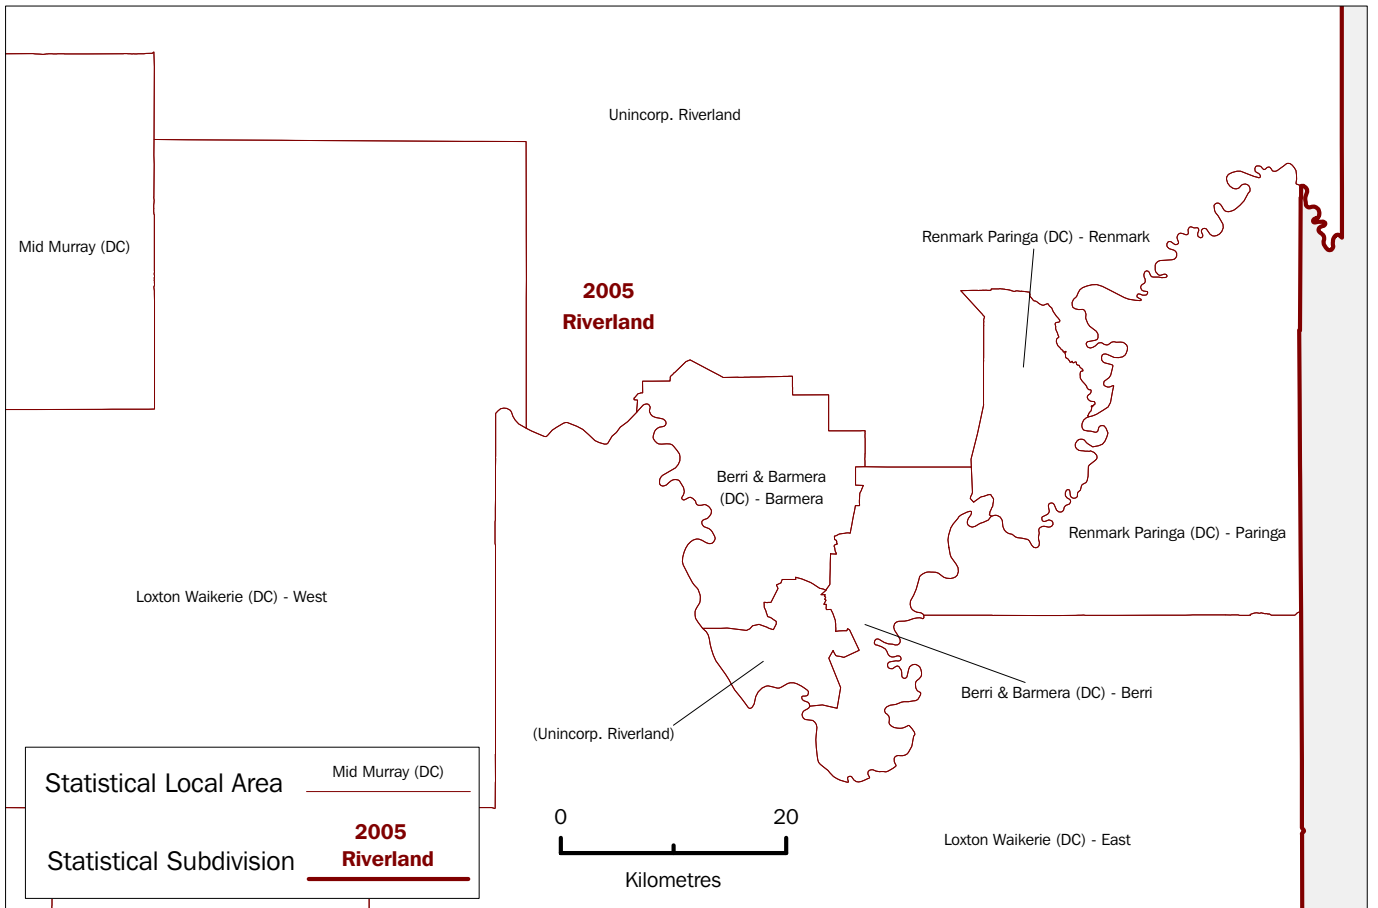 Unincorp. Riverland
Renmark Paringa (DC) - Renmark
Mid Murray (DC)
2005
Riverland
Berri & Barmera
(DC) - Barmera
Renmark Paringa (DC) - Paringa
Loxton Waikerie (DC) - West
Berri & Barmera (DC) - Berri
(Unincorp. Riverland)
Loxton Waikerie (DC) - East
Statistical Local Area
Mid Murray (DC)
Statistical Subdivision
2005
Riverland
0 20
Kilometres